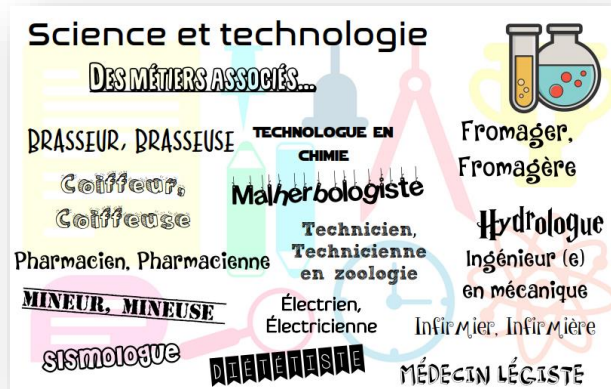 Science et technologie
DES MÉTIERS ASSOCIÉS...
BRASSEUR, BRASSEUSE
TECHNOLOGUE EN
CHIMIE
Fromager,
Fromagère
Coiffeur,
Coiffeuse
Malherbologiste
Hydrologue
Technicien,
Technicienne
en zoologie
Pharmacien, Pharmacienne
Ingénieur (e)
en mécanique
MINEUR, MINEUSE
Électrien,
Électricienne
Infirmier, Infirmière
SISMOLOGUE
DIÉTÉTISTE
MÉDECIN LÉGISTE